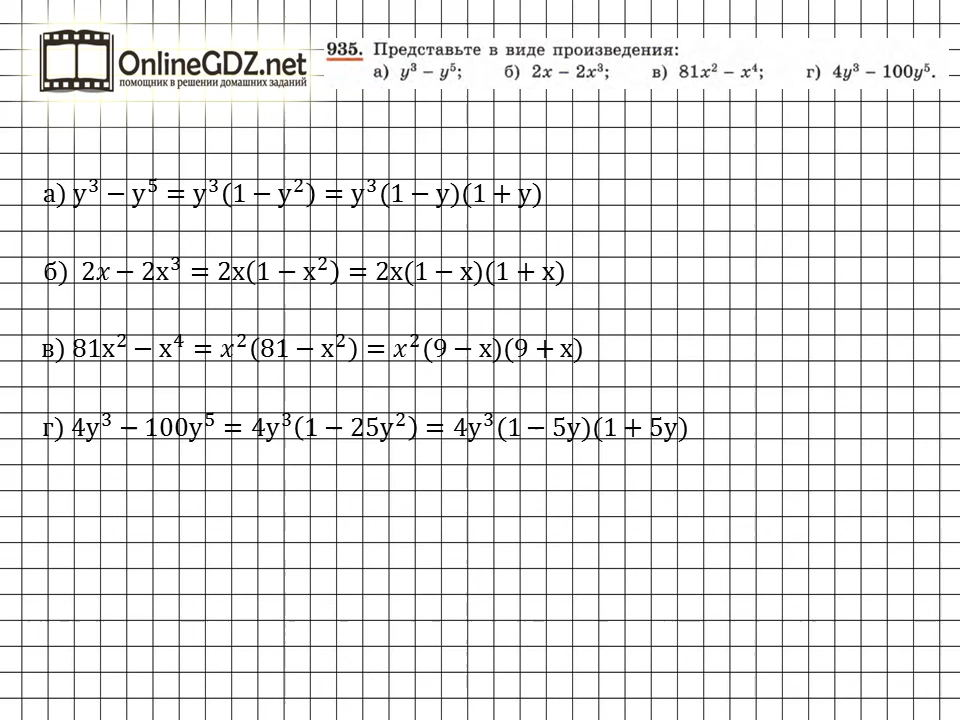 OnlineGDZ.net
помощник в решении домашних заданий
935. Представьте в виде произведения:
а) y³ – y⁵; б) 2x – 2x³; в) 81x² – x⁴; г) 4y³ – 100y⁵.
а) y³ − y⁵ = y³(1 − y²) = y³(1 − y)(1 + y)
б) 2x − 2x³ = 2x(1 − x²) = 2x(1 − x)(1 + x)
в) 81x² − x⁴ = x²(81 − x²) = x²(9 − x)(9 + x)
г) 4y³ − 100y⁵ = 4y³(1 − 25y²) = 4y³(1 − 5y)(1 + 5y)